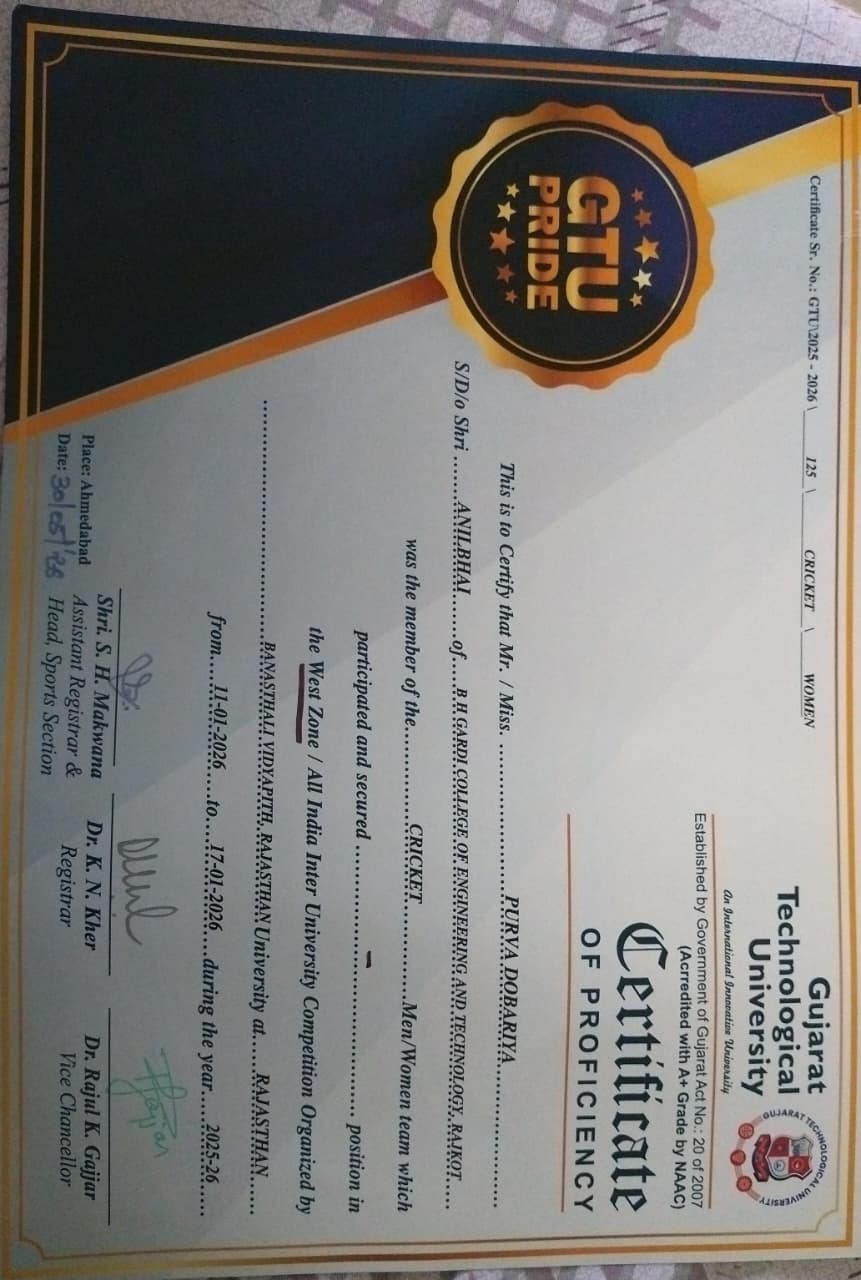 Certificate Sr. No.: GTU\2025 - 2026 \ 125 \ CRICKET \ WOMEN
Gujarat
Technological
University
GUJARAT TECHNOLOGICAL UNIVERSITY
An International Innovative University
Established by Government of Gujarat Act No.: 20 of 2007
(Acrredited with A+ Grade by NAAC)
Certificate
OF PROFICIENCY
GTU
PRIDE
This is to Certify that Mr. / Miss. .......................PURVA DOBARIYA.......................
S/D/o Shri .......ANILBHAI.......of.....B H GARDI COLLEGE OF ENGINEERING AND TECHNOLOGY, RAJKOT.....
was the member of the...............CRICKET...............Men/Women team which
participated and secured ..................-.......................... position in
the West Zone / All India Inter University Competition Organized by
.....................................BANASTHALI VIDYAPITH, RAJASTHAN University at......RAJASTHAN......
from....11-01-2026....to....17-01-2026....during the year.....2025-26.....
Place: Ahmedabad
Date: 30/05/'26
Shri. S. H. Makwana
Assistant Registrar &
Head, Sports Section
Dr. K. N. Kher
Registrar
Dr. Rajul K. Gajjar
Vice Chancellor